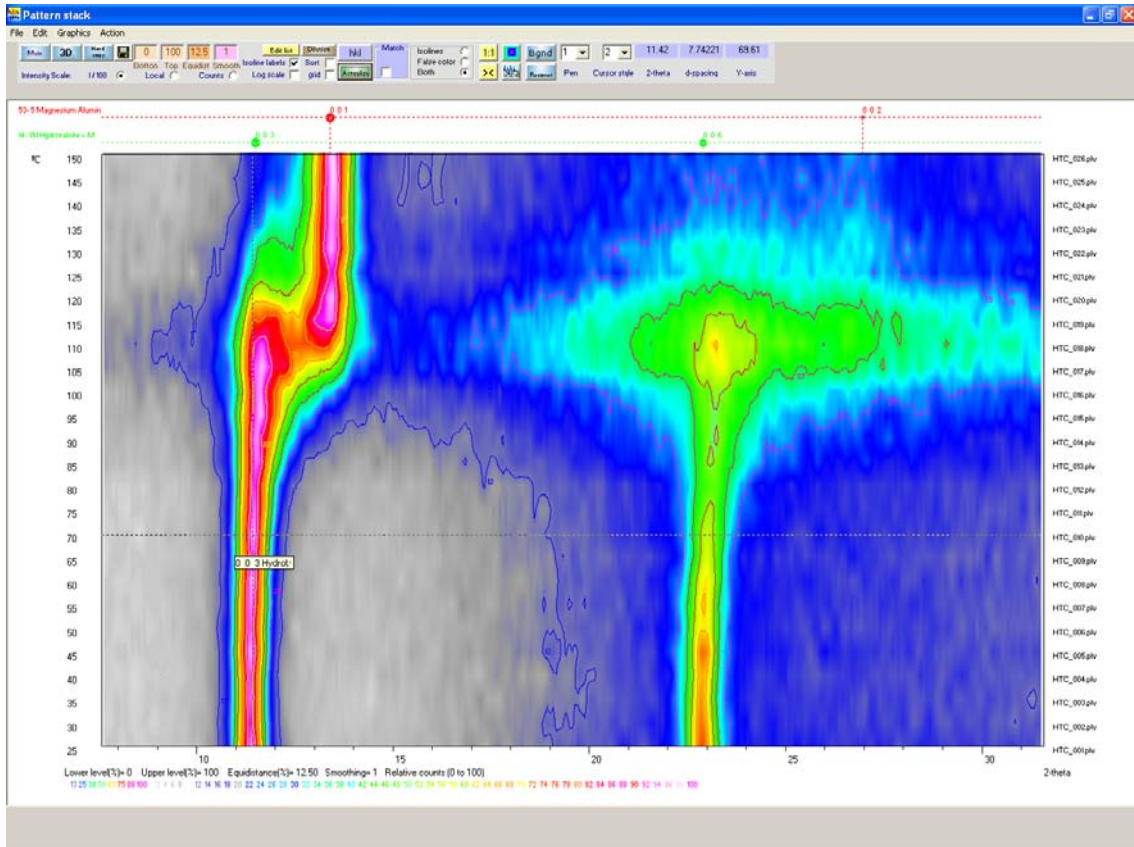 Pattern stack
File Edit Graphics Action
Main 3D Hard copy 0 100 12.5 1 Edit list hkl Match Isolines 1:1 Bgnd 1 2 11.42 7.74221 69.61
Bottom Top Equidist Smooth Isoline labels Sort False color
Intensity Scale: 1/100 Local Counts Log scale grid Both >< Pen Cursor style 2-theta d-spacing Y-axis
53- 5 Magnesium Alumin 0 0 1 0 0 2
0 0 3 0 0 6
ºC
150 HTC_026.plv
145 HTC_025.plv
140 HTC_024.plv
135 HTC_023.plv
130 HTC_022.plv
125 HTC_021.plv
120 HTC_020.plv
115 HTC_019.plv
110 HTC_018.plv
105 HTC_017.plv
100 HTC_016.plv
95 HTC_015.plv
90 HTC_014.plv
85 HTC_013.plv
80 HTC_012.plv
75 HTC_011.plv
70 HTC_010.plv
65 HTC_009.plv
0 0 3 Hydrot
60 HTC_008.plv
55 HTC_007.plv
50 HTC_006.plv
45 HTC_005.plv
40 HTC_004.plv
35 HTC_003.plv
30 HTC_002.plv
25 HTC_001.plv
10 15 20 25 30
2-theta
Lower level(%)= 0 Upper level(%)= 100 Equidistance(%)= 12.50 Smoothing= 1 Relative counts (0 to 100)